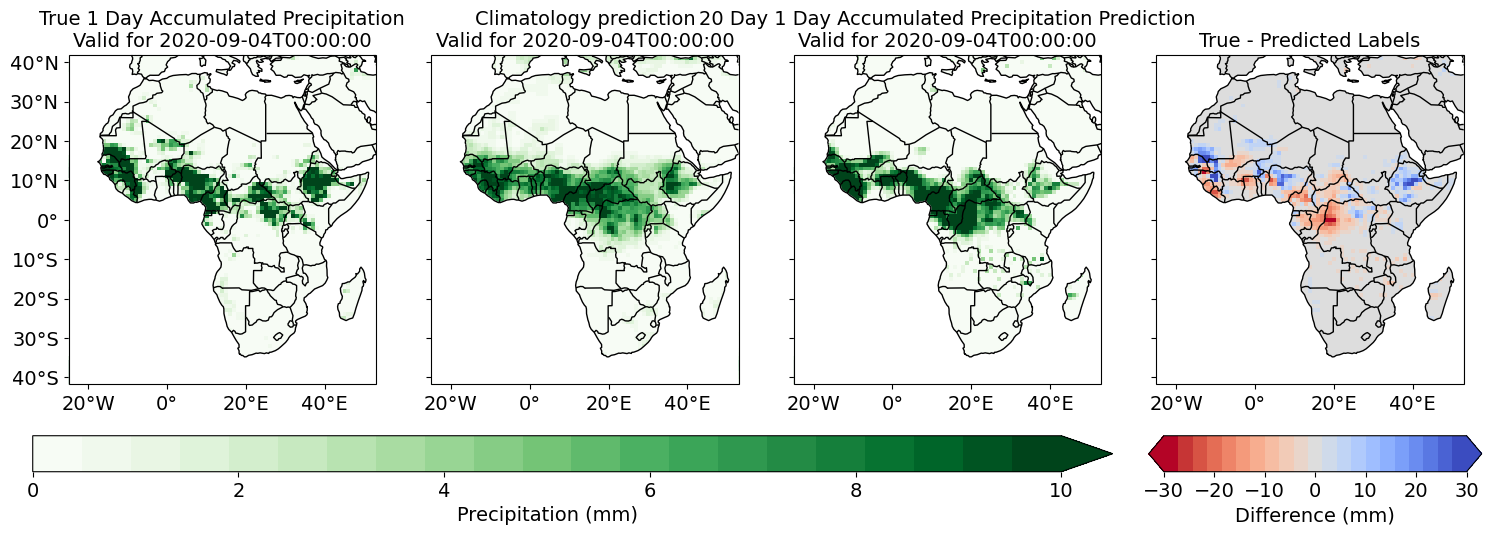 True 1 Day Accumulated Precipitation
Valid for 2020-09-04T00:00:00
Climatology prediction
Valid for 2020-09-04T00:00:00
20 Day 1 Day Accumulated Precipitation Prediction
Valid for 2020-09-04T00:00:00
True - Predicted Labels
40°N
30°N
20°N
10°N
0°
10°S
20°S
30°S
40°S
20°W 0° 20°E 40°E
20°W 0° 20°E 40°E
20°W 0° 20°E 40°E
20°W 0° 20°E 40°E
0 2 4 6 8 10
Precipitation (mm)
−30 −20 −10 0 10 20 30
Difference (mm)